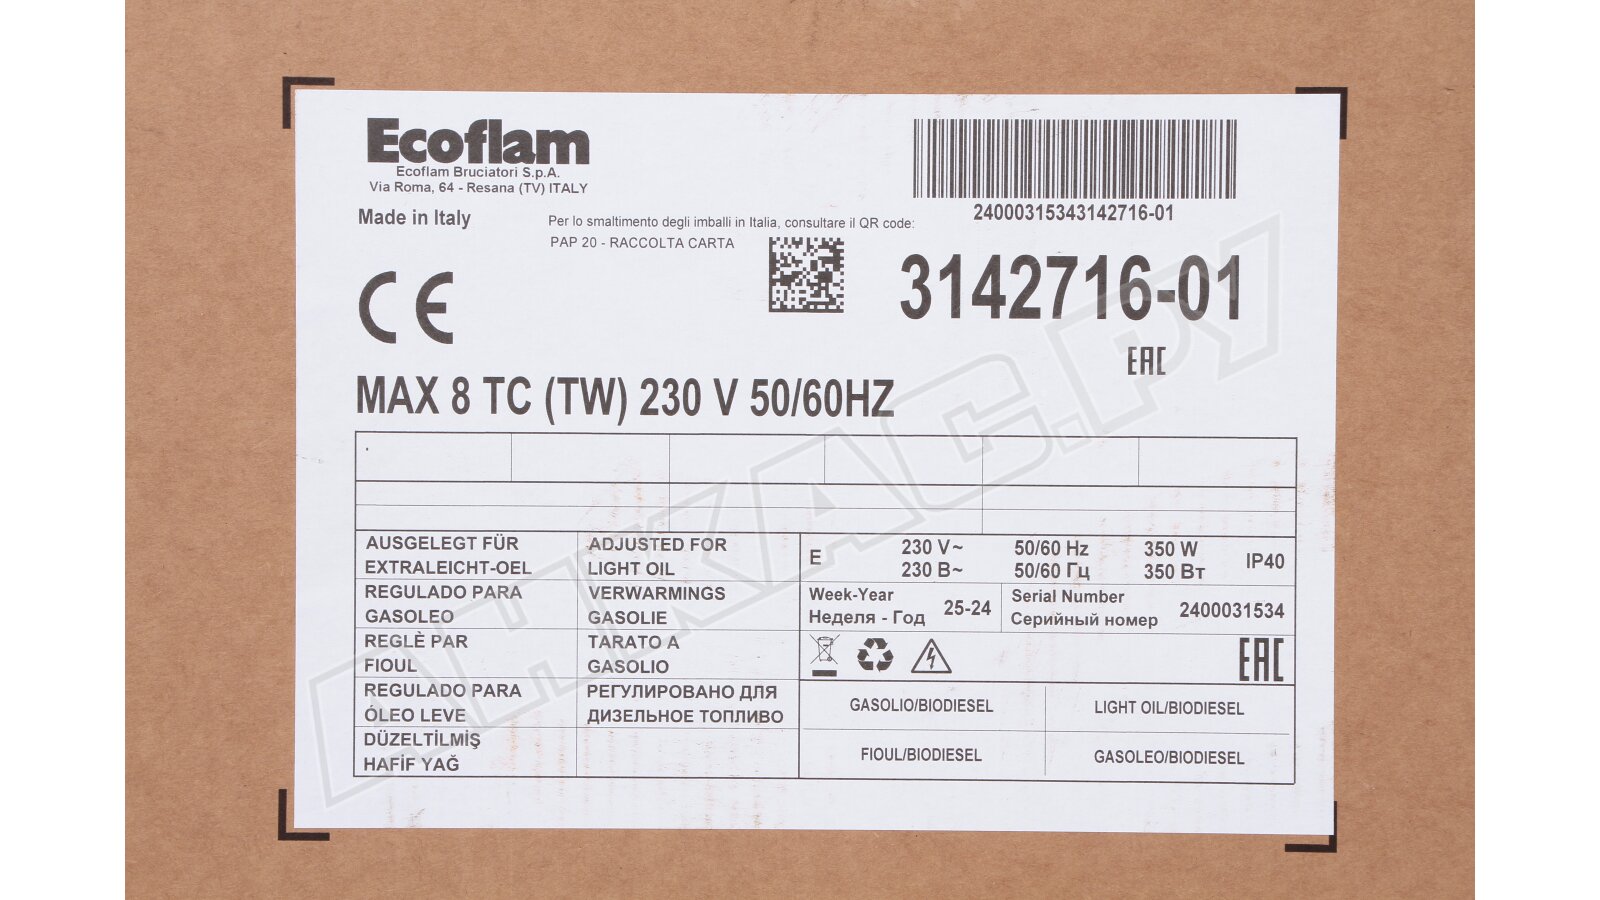 Ecoflam
Ecoflam Bruciatori S.p.A.
Via Roma, 64 - Resana (TV) ITALY
Made in Italy
Per lo smaltimento degli imballi in Italia, consultare il QR code:
PAP 20 - RACCOLTA CARTA
24000315343142716-01
3142716-01
CE
EAC
MAX 8 TC (TW) 230 V 50/60HZ
AUSGELEGT FÜR
EXTRALEICHT-OEL
ADJUSTED FOR
LIGHT OIL
REGULADO PARA
GASOLEO
VERWARMINGS
GASOLIE
REGLÈ PAR
FIOUL
TARATO A
GASOLIO
REGULADO PARA
ÓLEO LEVE
РЕГУЛИРОВАНО ДЛЯ
ДИЗЕЛЬНОЕ ТОПЛИВО
DÜZELTİLMİŞ
HAFİF YAĞ
E
230 V~ 50/60 Hz 350 W
230 В~ 50/60 Гц 350 Вт
IP40
Week-Year
Неделя - Год
25-24
Serial Number
Серийный номер
2400031534
EAC
GASOLIO/BIODIESEL
LIGHT OIL/BIODIESEL
FIOUL/BIODIESEL
GASOLEO/BIODIESEL
АНКАС.РУ